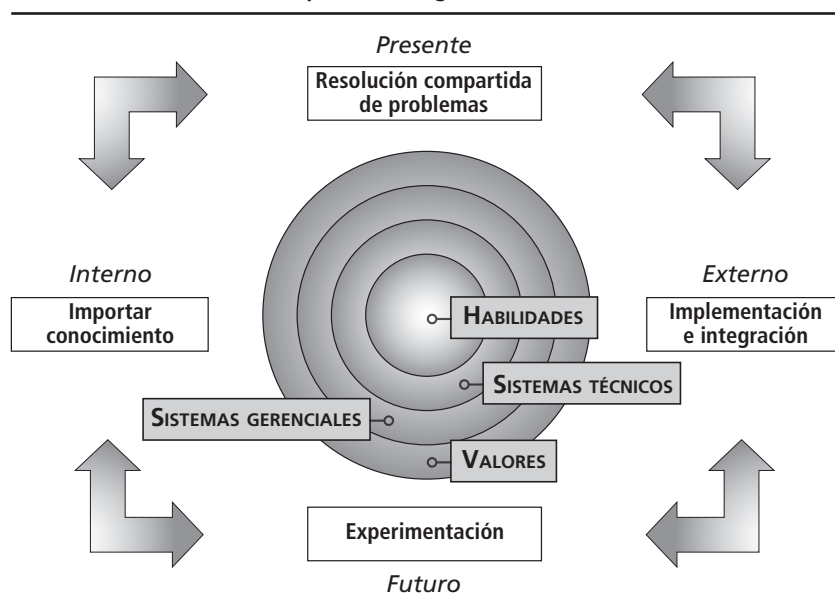 Presente
Resolución compartida
de problemas
Interno
Importar
conocimiento
Externo
Implementación
e integración
HABILIDADES
SISTEMAS TÉCNICOS
SISTEMAS GERENCIALES
VALORES
Experimentación
Futuro